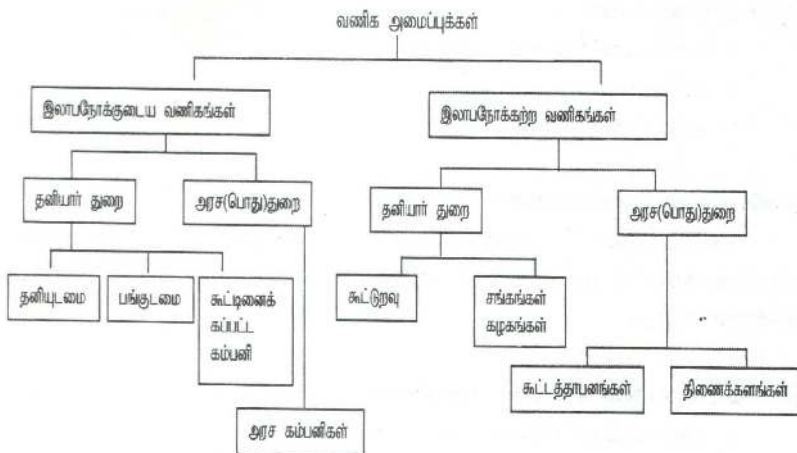 வணிக அமைப்புக்கள்
இலாபநோக்குடைய வணிகங்கள்
இலாபநோக்கற்ற வணிகங்கள்
தனியார் துறை
அரச(பொது)துறை
தனியார் துறை
அரச(பொது)துறை
தனியுடமை
பங்குடமை
கூட்டினைக்
கப்பட்ட
கம்பனி
கூட்டுறவு
சங்கங்கள்
கழகங்கள்
கூட்டத்தாபனங்கள்
திணைக்களங்கள்
அரச கம்பனிகள்